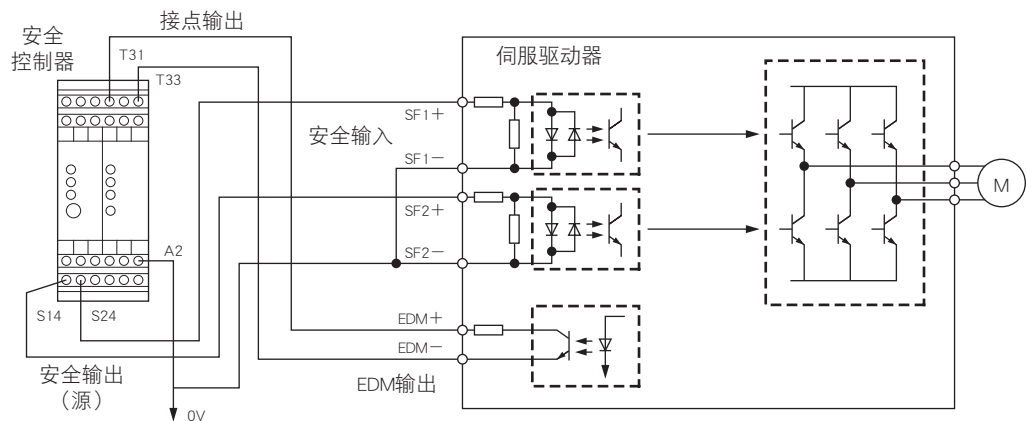 接点输出
安全
控制器
T31
T33
伺服驱动器
SF1+
安全输入
SF1-
SF2+
SF2-
M
A2
S14
S24
EDM+
EDM-
安全输出
（源）
EDM输出
0V